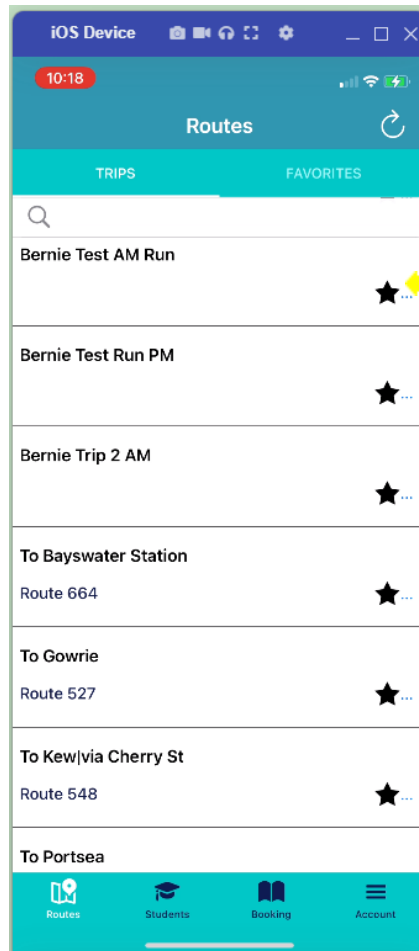 iOS Device
10:18
Routes
TRIPS FAVORITES
Bernie Test AM Run
...
Bernie Test Run PM
...
Bernie Trip 2 AM
...
To Bayswater Station
Route 664
...
To Gowrie
Route 527
...
To Kew|via Cherry St
Route 548
...
To Portsea
Routes Students Booking Account